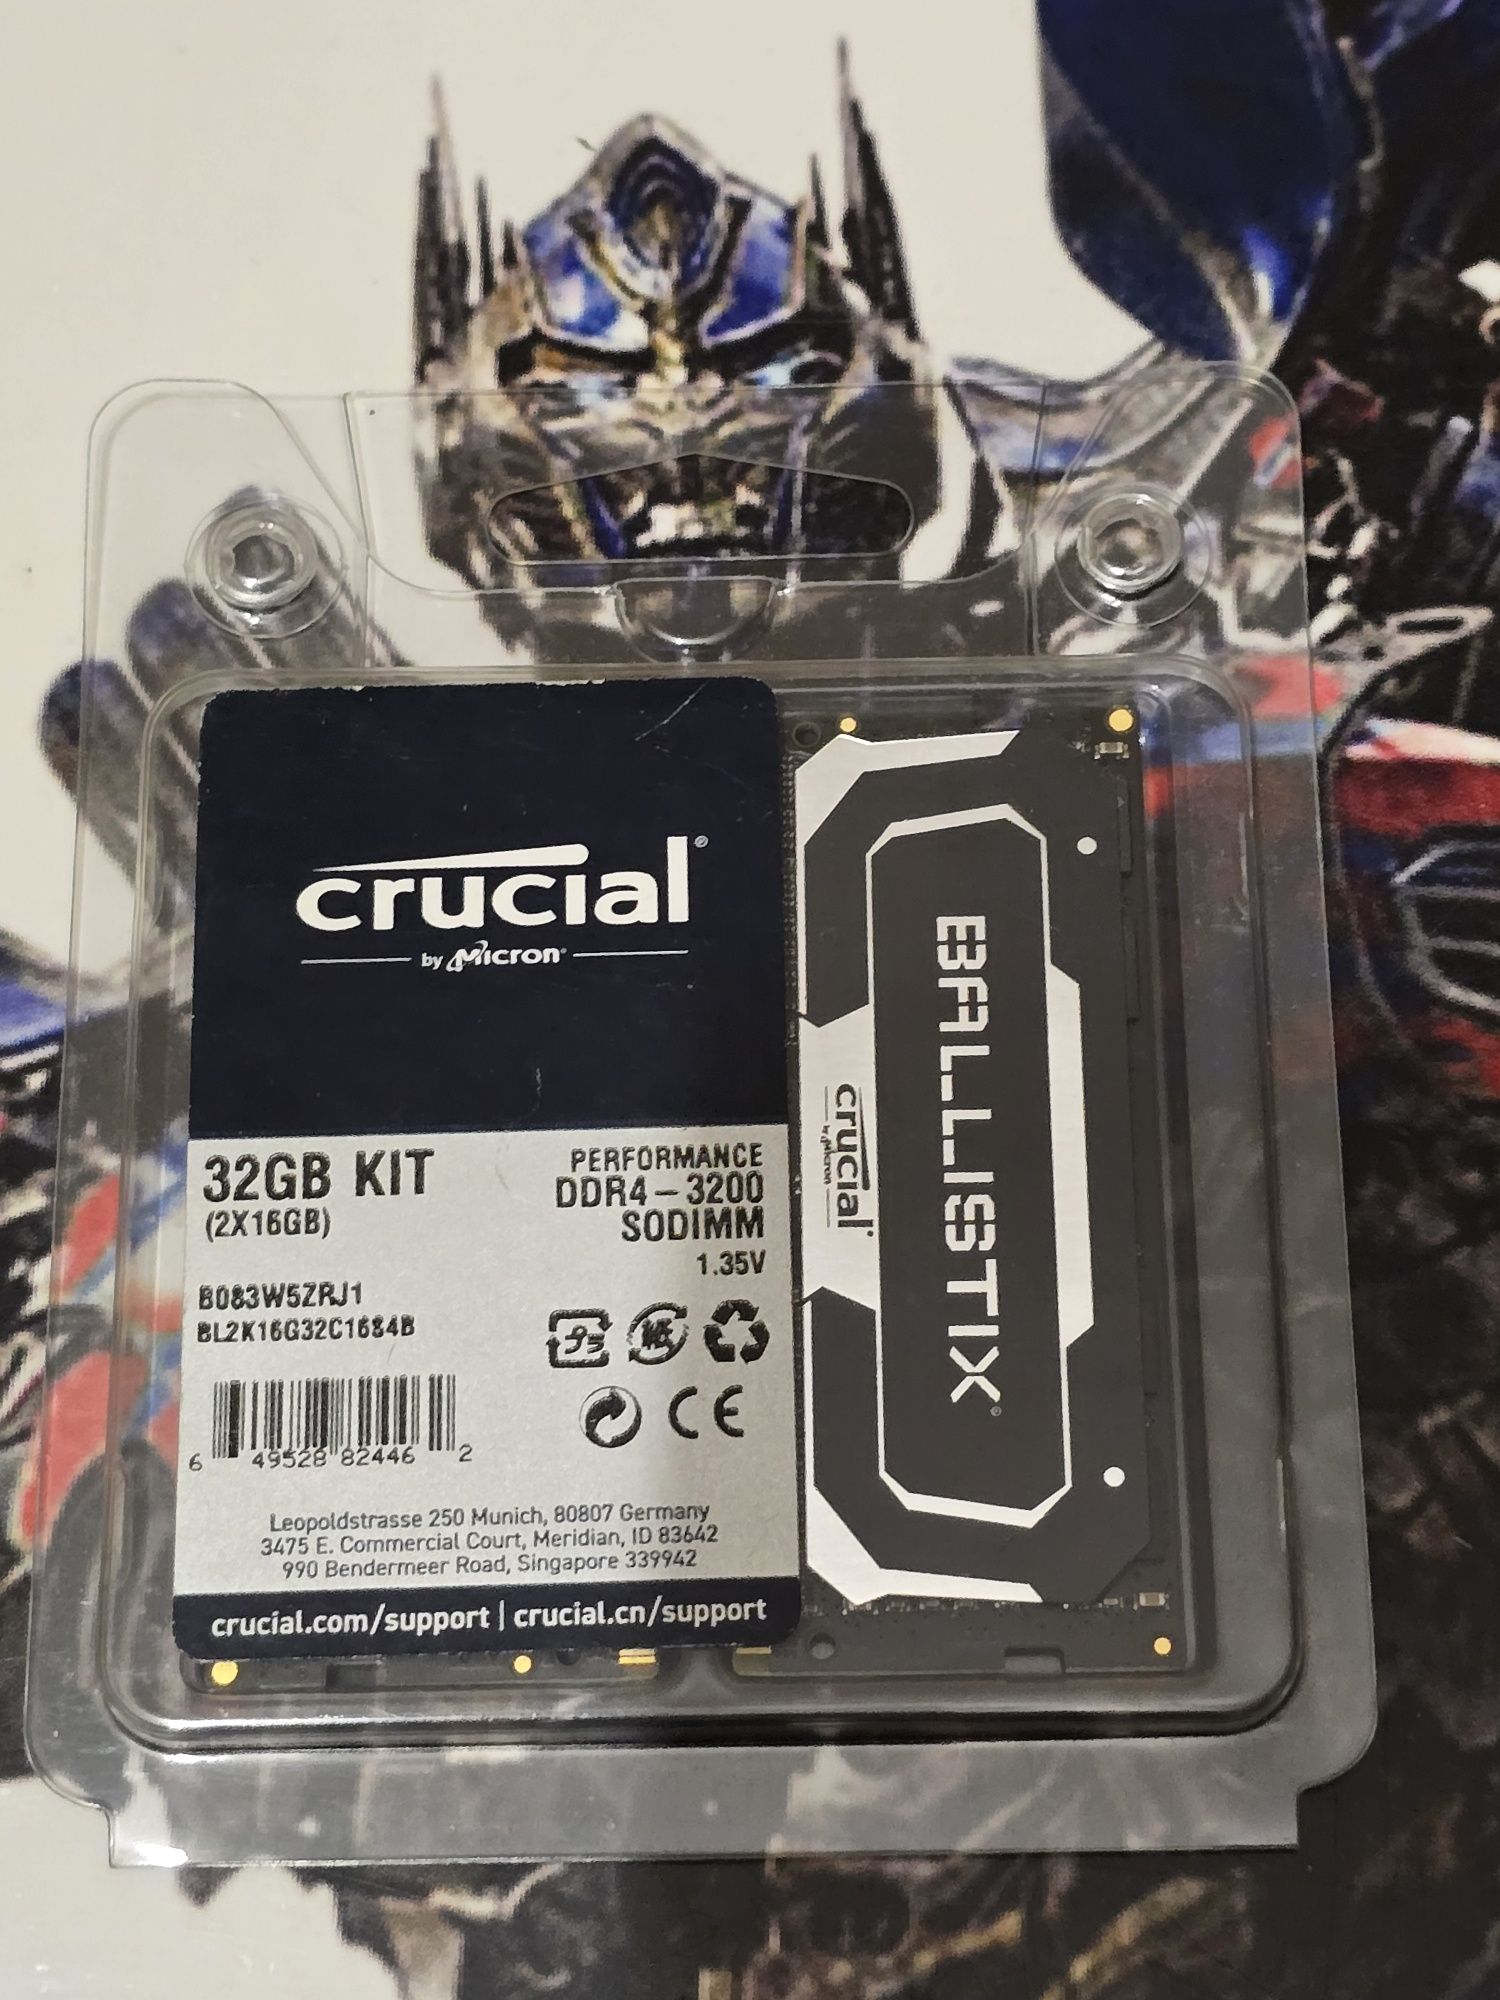 crucial®
by Micron®
32GB KIT
(2X16GB)
PERFORMANCE
DDR4-3200
SODIMM
1.35V
B083W5ZRJ1
BL2K16G32C16S4B
CE
6 49528 82446 2
Leopoldstrasse 250 Munich, 80807 Germany
3475 E. Commercial Court, Meridian, ID 83642
990 Bendermeer Road, Singapore 339942
crucial.com/support | crucial.cn/support
BALLISTIX®
crucial
by Micron